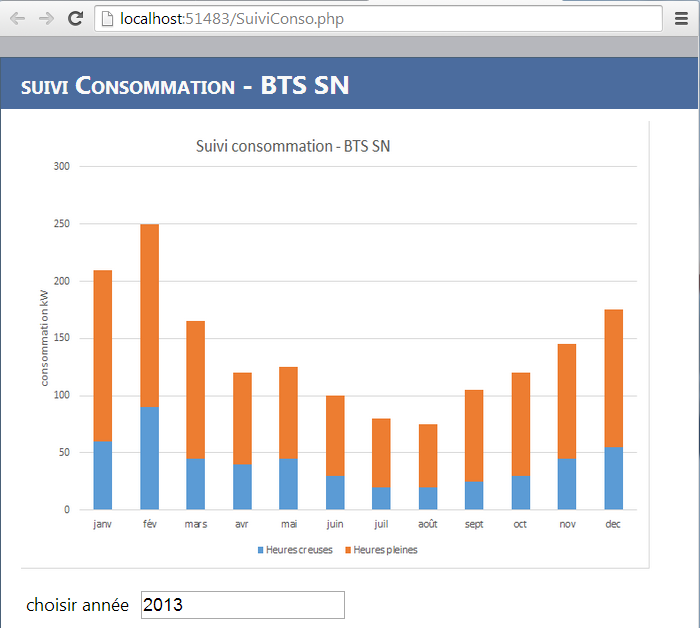 localhost:51483/SuiviConso.php
suivi Consommation - BTS SN
Suivi consommation - BTS SN
300
250
200
150
100
50
0
consommation kW
janv fév mars avr mai juin juil août sept oct nov dec
Heures creuses Heures pleines
choisir année 2013